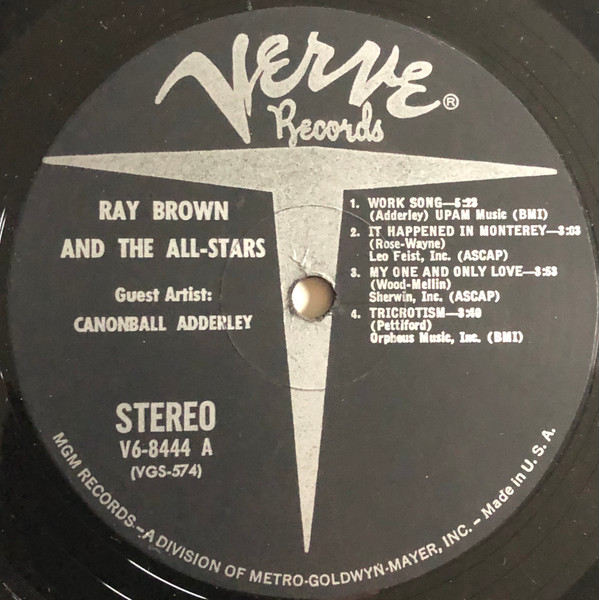 Verve®
Records
RAY BROWN
AND THE ALL-STARS
Guest Artist:
CANONBALL ADDERLEY
STEREO
V6-8444 A
(VGS-574)
1. WORK SONG—5:23
(Adderley) UPAM Music (BMI)
2. IT HAPPENED IN MONTEREY—3:03
(Rose-Wayne)
Leo Feist, Inc. (ASCAP)
3. MY ONE AND ONLY LOVE—3:53
(Wood-Mellin)
Sherwin, Inc. (ASCAP)
4. TRICROTISM—3:40
(Pettiford)
Orpheus Music, Inc. (BMI)
MGM RECORDS—A DIVISION OF METRO-GOLDWYN-MAYER, INC. – Made in U. S. A.